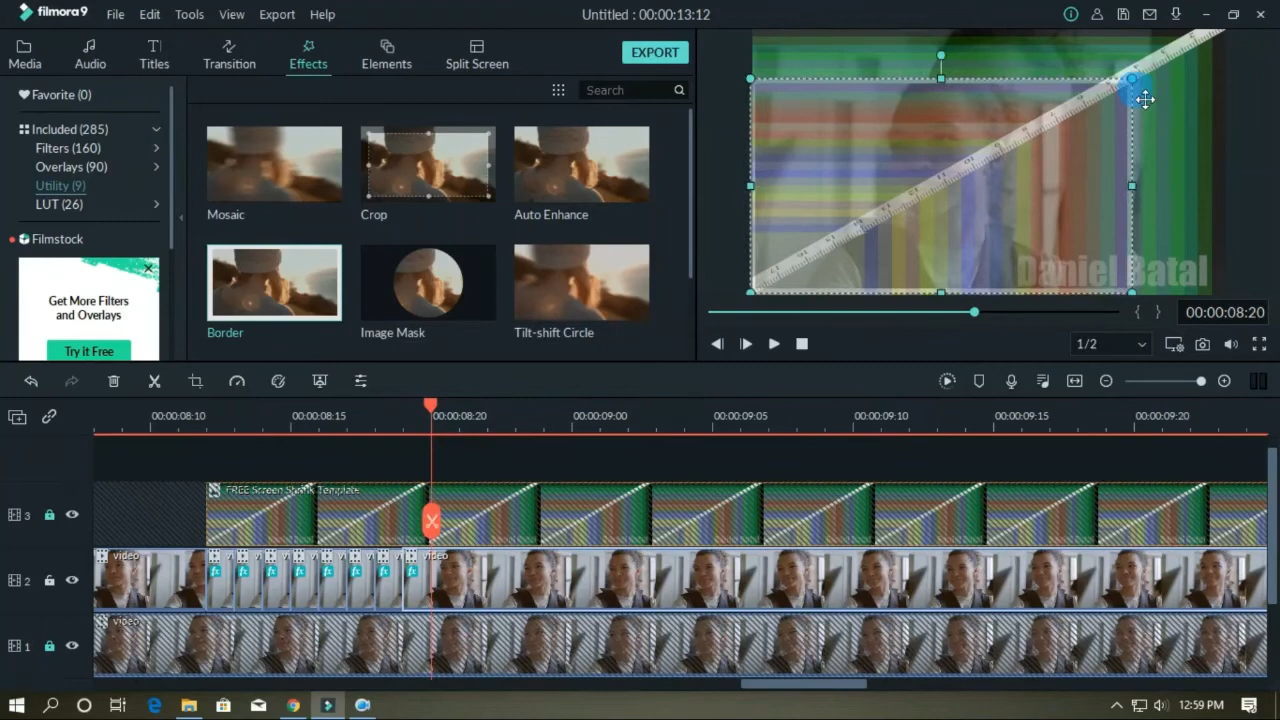 filmora9 File Edit Tools View Export Help Untitled : 00:00:13:12
Media Audio Titles Transition Effects Elements Split Screen EXPORT
Favorite (0)
Search
Included (285)
Filters (160)
Overlays (90)
Utility (9)
LUT (26)
Filmstock
Get More Filters
and Overlays
Try it Free
Mosaic Crop Auto Enhance
Border Image Mask Tilt-shift Circle
Daniel Batal
00:00:08:20
1/2
00:00:08:10 00:00:08:15 00:00:08:20 00:00:09:00 00:00:09:05 00:00:09:10 00:00:09:15 00:00:09:20
3
FREE Screen Shrink Template
2
video
video
1
video
12:59 PM